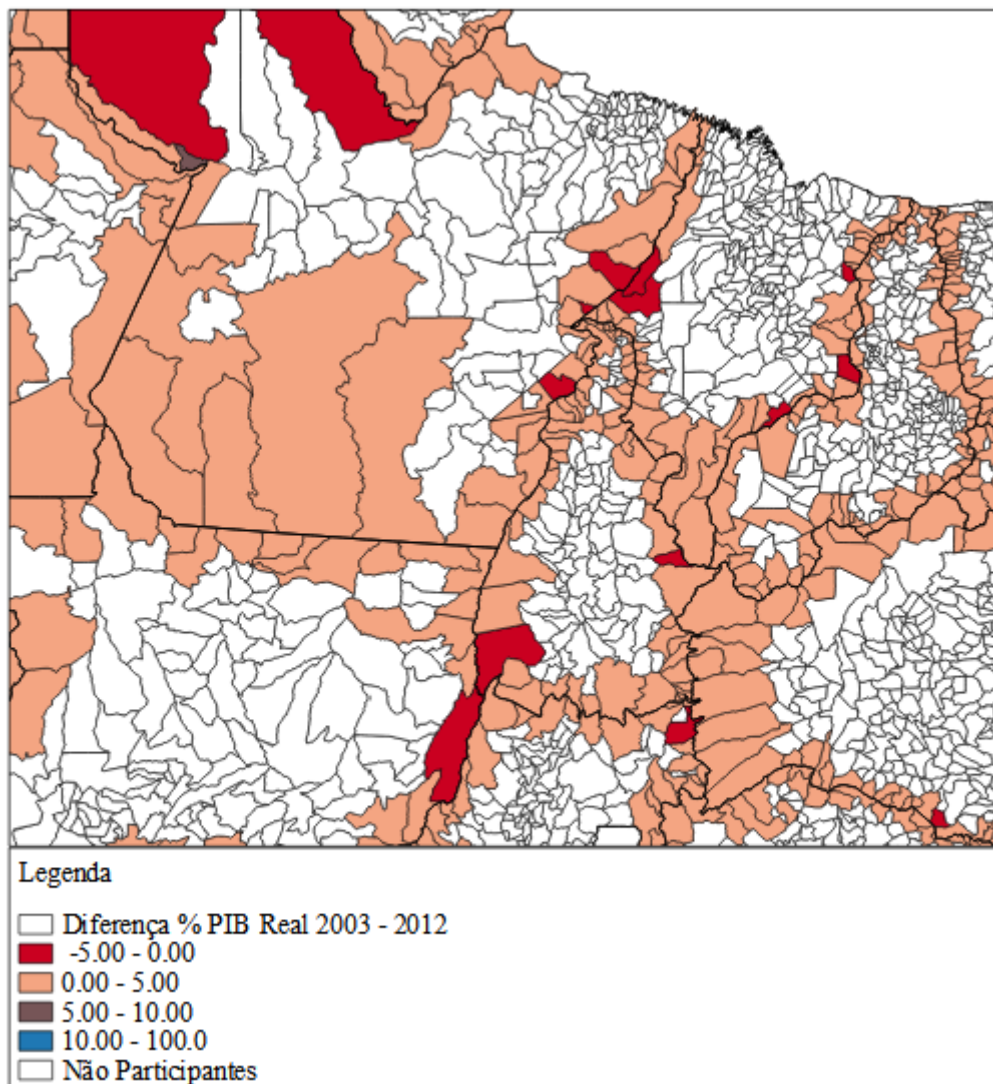 Legenda
Diferença % PIB Real 2003 - 2012
-5.00 - 0.00
0.00 - 5.00
5.00 - 10.00
10.00 - 100.0
Não Participantes